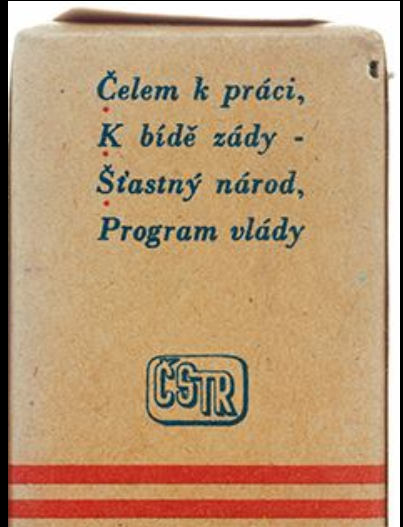 Čelem k práci,
K bídě zády -
Šťastný národ,
Program vlády
ČSTR